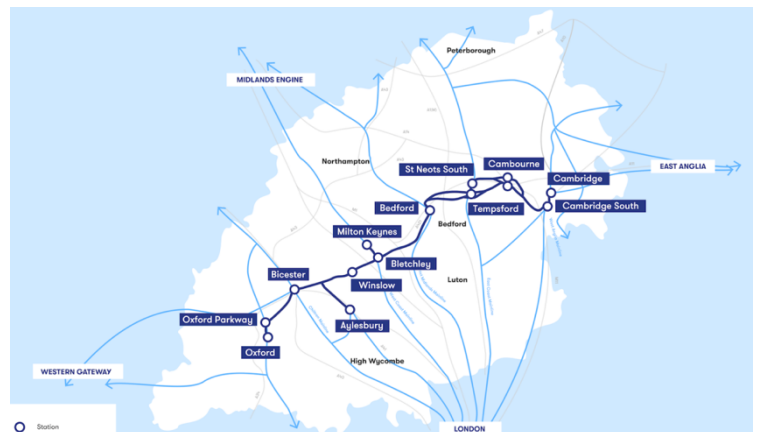 Peterborough
MIDLANDS ENGINE
Northampton
St Neots South
Cambourne
EAST ANGLIA
Cambridge
Bedford
Tempsford
Cambridge South
Bedford
Milton Keynes
Bletchley
Bicester
Luton
Winslow
Oxford Parkway
Aylesbury
Oxford
High Wycombe
WESTERN GATEWAY
Station
LONDON